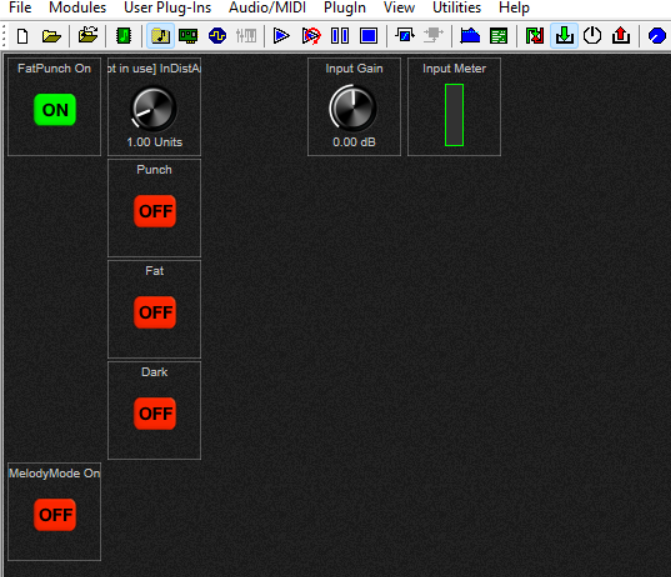 File Modules User Plug-Ins Audio/MIDI PlugIn View Utilities Help
FatPunch On
ot in use] InDistA
Input Gain
Input Meter
ON
1.00 Units
0.00 dB
Punch
OFF
Fat
OFF
Dark
OFF
MelodyMode On
OFF